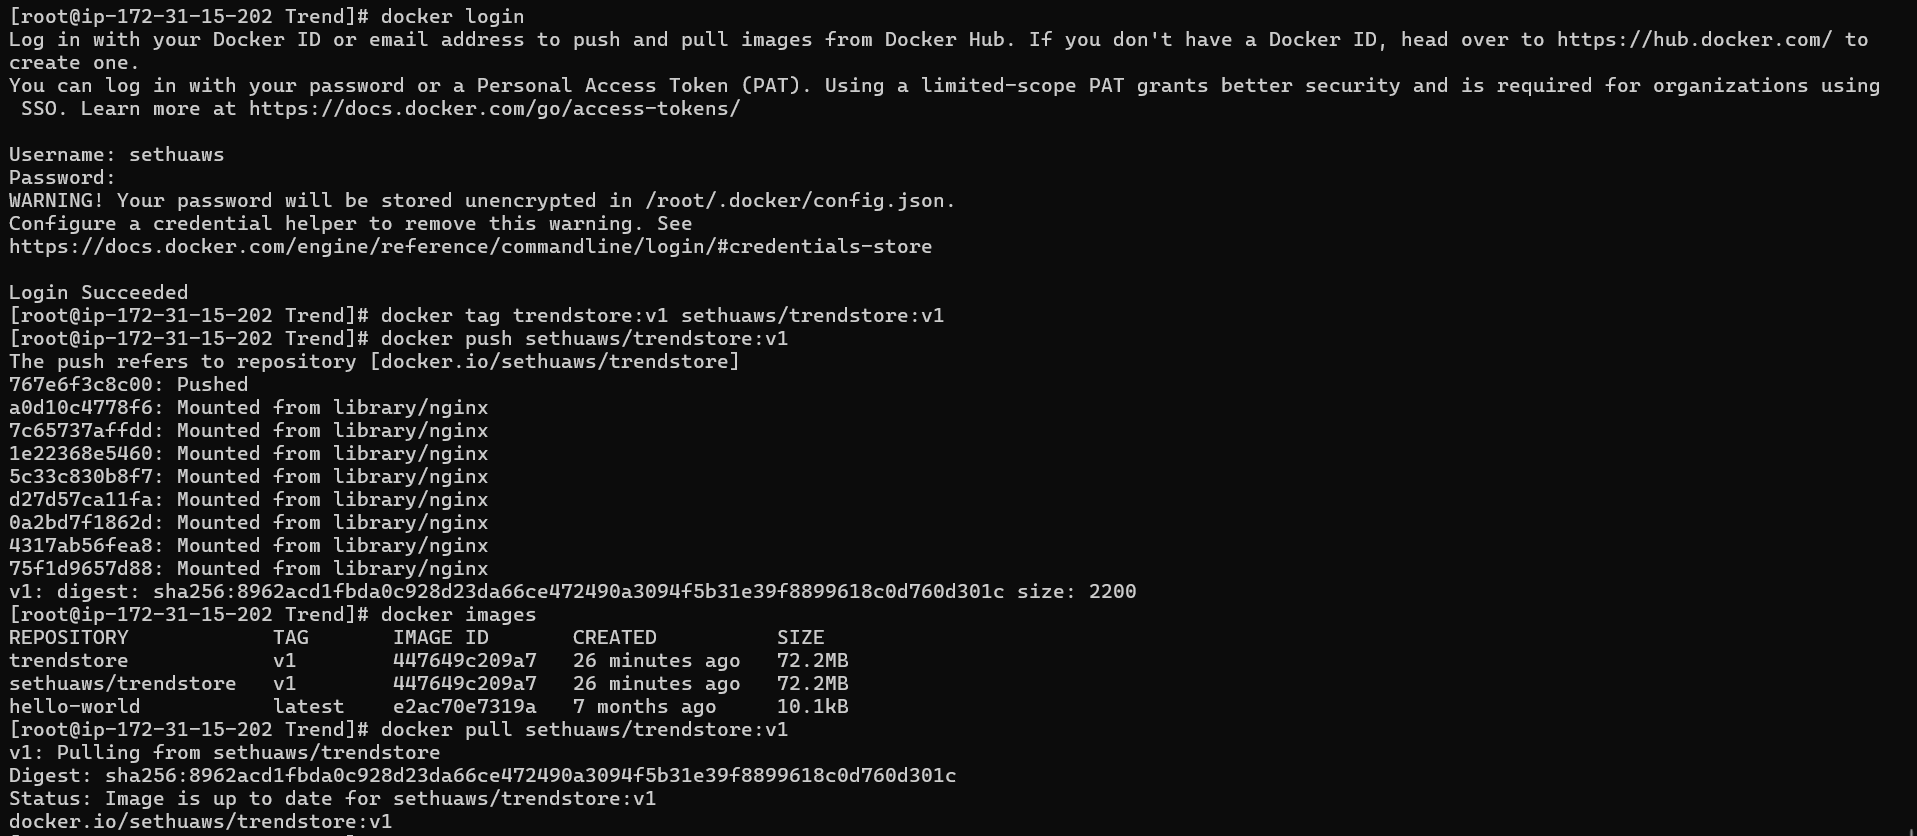 [root@ip-172-31-15-202 Trend]# docker login
Log in with your Docker ID or email address to push and pull images from Docker Hub. If you don't have a Docker ID, head over to https://hub.docker.com/ to
create one.
You can log in with your password or a Personal Access Token (PAT). Using a limited-scope PAT grants better security and is required for organizations using
 SSO. Learn more at https://docs.docker.com/go/access-tokens/

Username: sethuaws
Password:
WARNING! Your password will be stored unencrypted in /root/.docker/config.json.
Configure a credential helper to remove this warning. See
https://docs.docker.com/engine/reference/commandline/login/#credentials-store

Login Succeeded
[root@ip-172-31-15-202 Trend]# docker tag trendstore:v1 sethuaws/trendstore:v1
[root@ip-172-31-15-202 Trend]# docker push sethuaws/trendstore:v1
The push refers to repository [docker.io/sethuaws/trendstore]
767e6f3c8c00: Pushed
a0d10c4778f6: Mounted from library/nginx
7c65737affdd: Mounted from library/nginx
1e22368e5460: Mounted from library/nginx
5c33c830b8f7: Mounted from library/nginx
d27d57ca11fa: Mounted from library/nginx
0a2bd7f1862d: Mounted from library/nginx
4317ab56fea8: Mounted from library/nginx
75f1d9657d88: Mounted from library/nginx
v1: digest: sha256:8962acd1fbda0c928d23da66ce472490a3094f5b31e39f8899618c0d760d301c size: 2200
[root@ip-172-31-15-202 Trend]# docker images
REPOSITORY            TAG       IMAGE ID       CREATED          SIZE
trendstore            v1        447649c209a7   26 minutes ago   72.2MB
sethuaws/trendstore   v1        447649c209a7   26 minutes ago   72.2MB
hello-world           latest    e2ac70e7319a   7 months ago     10.1kB
[root@ip-172-31-15-202 Trend]# docker pull sethuaws/trendstore:v1
v1: Pulling from sethuaws/trendstore
Digest: sha256:8962acd1fbda0c928d23da66ce472490a3094f5b31e39f8899618c0d760d301c
Status: Image is up to date for sethuaws/trendstore:v1
docker.io/sethuaws/trendstore:v1